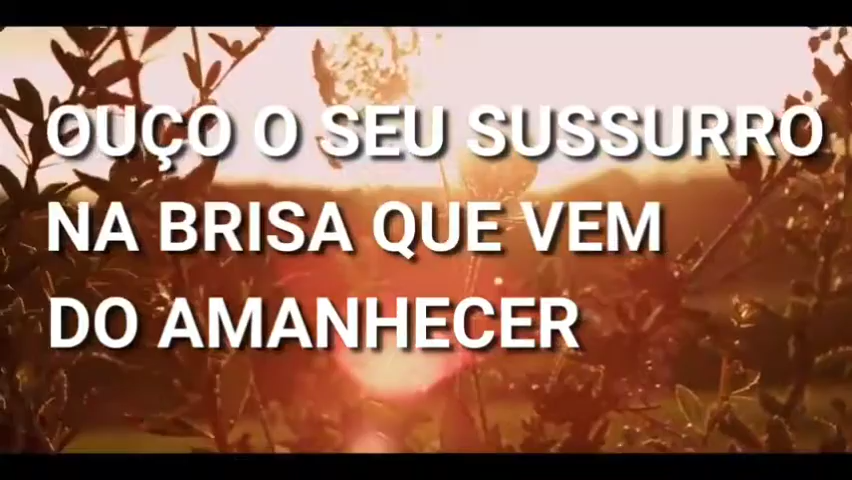 OUÇO O SEU SUSSURRO
NA BRISA QUE VEM
DO AMANHECER